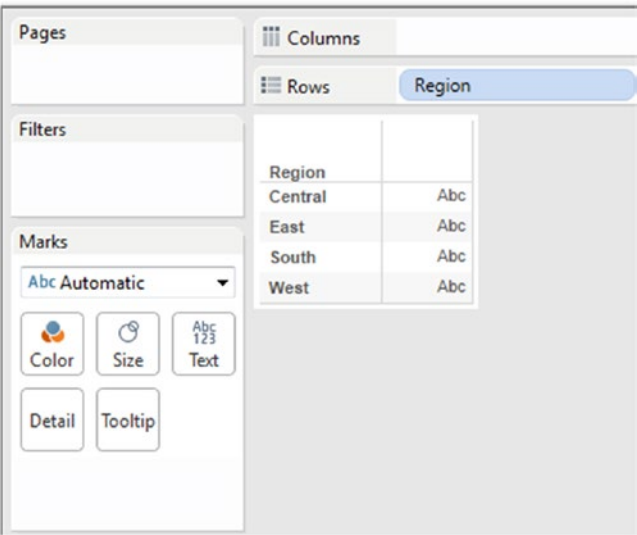 Pages
Columns
Rows
Region
Filters
Region
Central Abc
East Abc
South Abc
West Abc
Marks
Abc Automatic
Abc
123
Color Size Text
Detail Tooltip